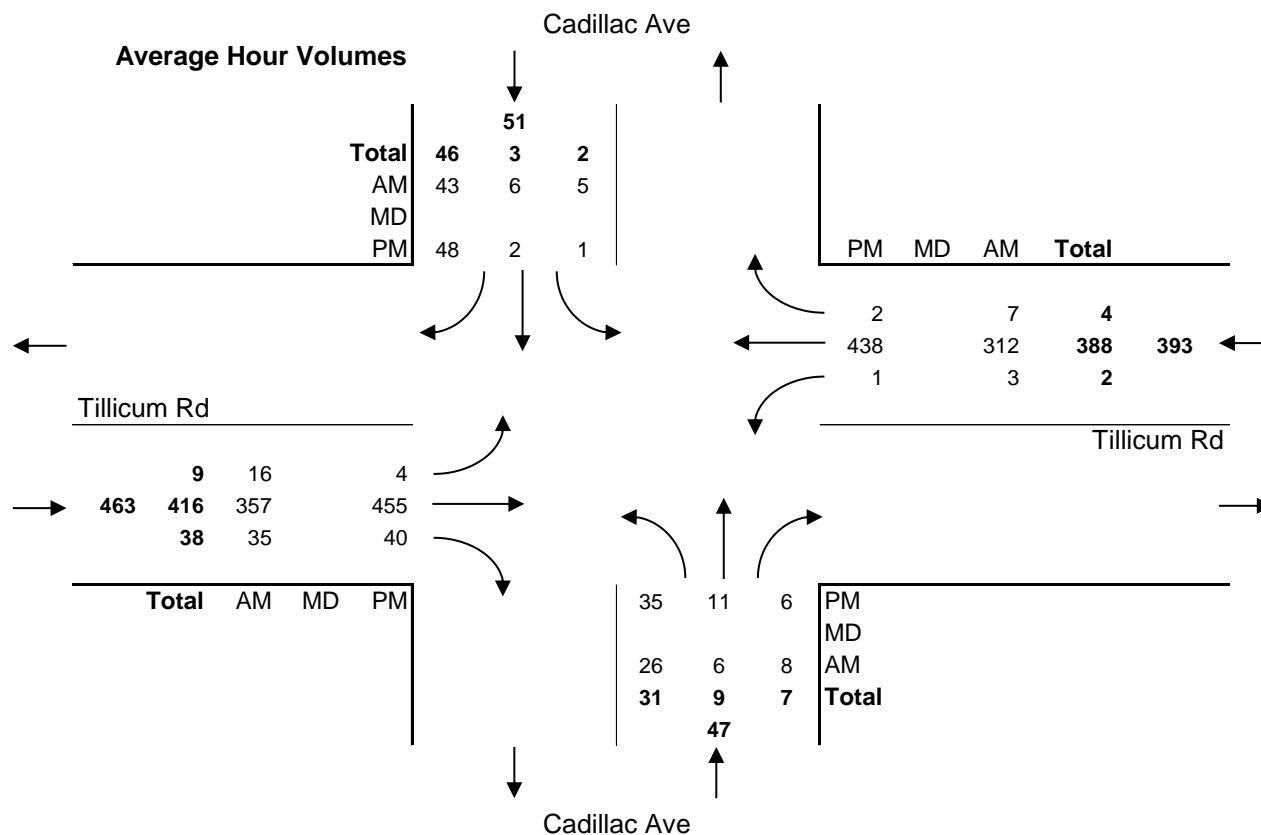 Cadillac Ave
Average Hour Volumes
51
Total 46 3 2
AM 43 6 5
MD
PM 48 2 1
PM MD AM Total
2 7 4
438 312 388 393
1 3 2
Tillicum Rd
Tillicum Rd
9 16 4
463 416 357 455
38 35 40
Total AM MD PM
35 11 6 PM
MD
26 6 8 AM
31 9 7 Total
47
Cadillac Ave